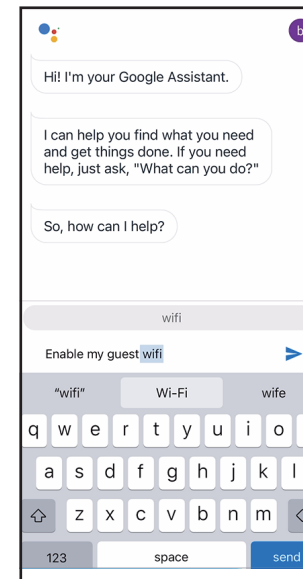 b
Hi! I'm your Google Assistant.
I can help you find what you need
and get things done. If you need
help, just ask, "What can you do?"
So, how can I help?
wifi
Enable my guest wifi
“wifi”
Wi-Fi
wife
q w e r t y u i o
a s d f g h j k l
z x c v b n m
123
space
send